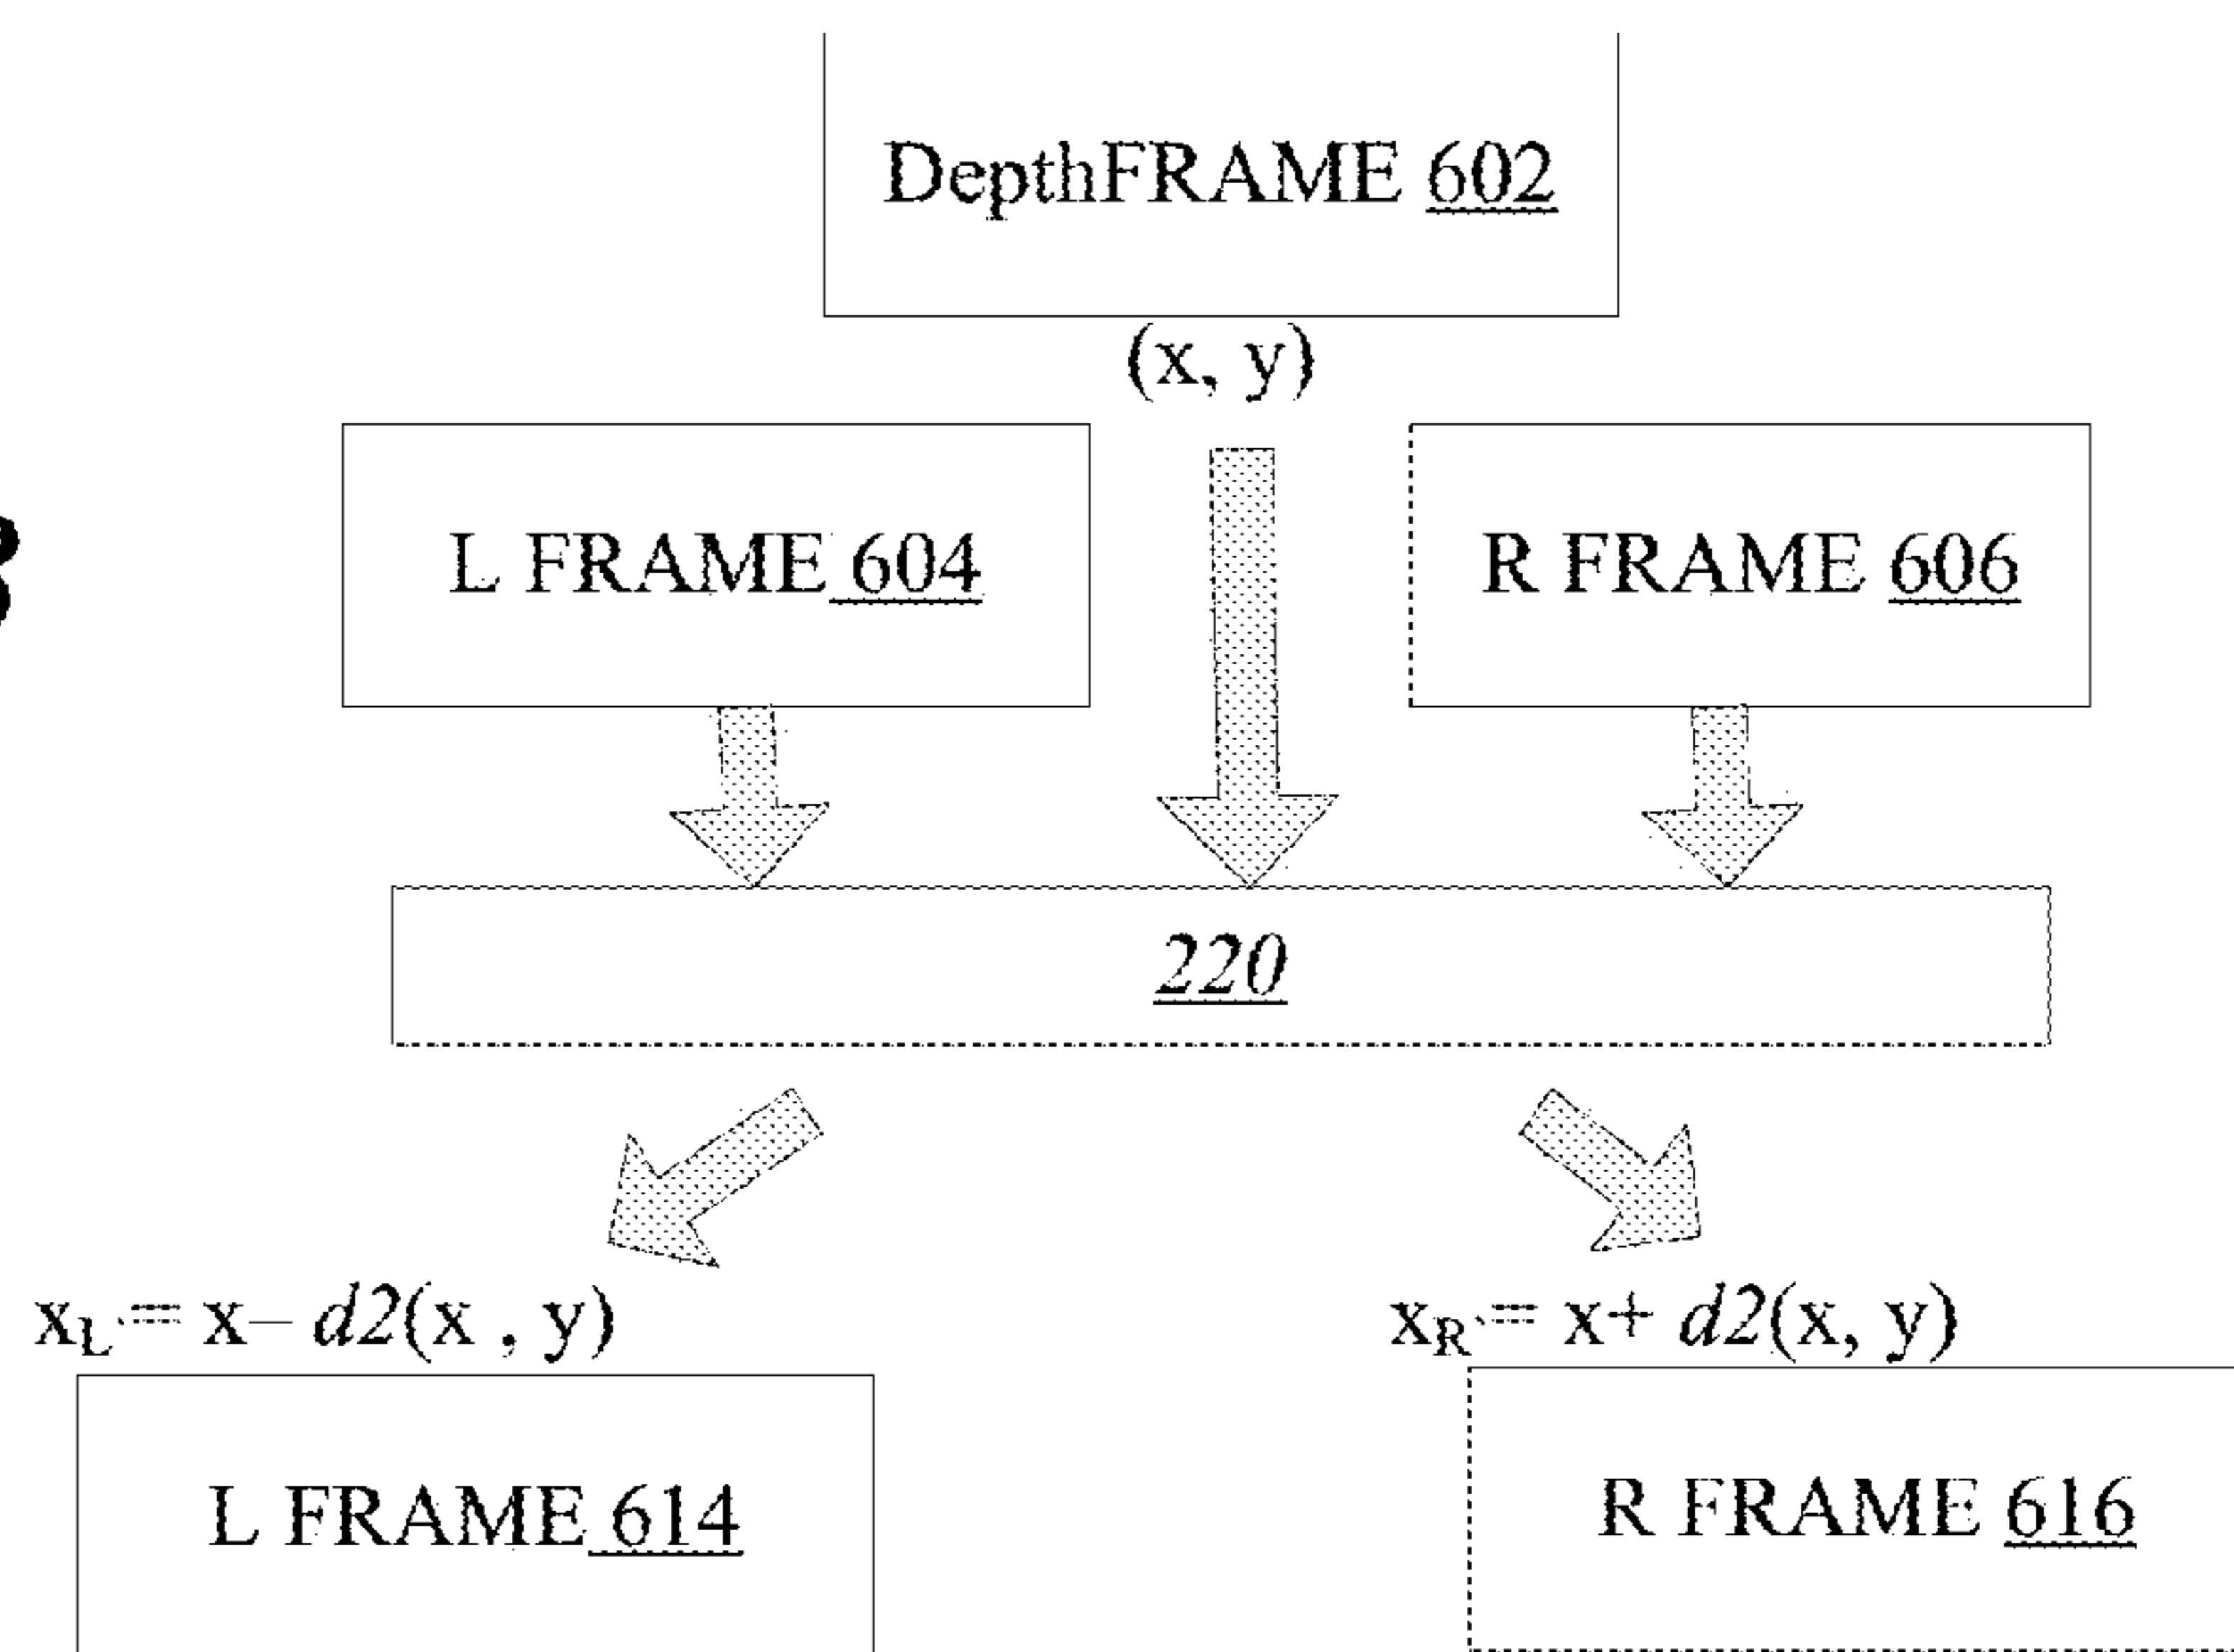 DepthFRAME 602
(x, y)
L FRAME 604
R FRAME 606
220
xL = x– d2(x , y)
xR = x+ d2(x, y)
L FRAME 614
R FRAME 616